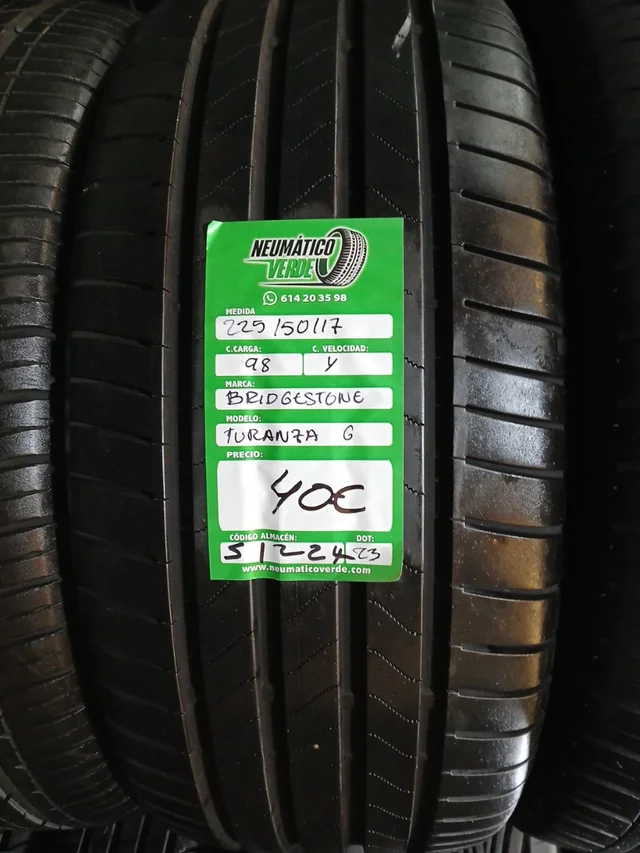 NEUMÁTICO
VERDE
614 20 35 98
MEDIDA
225/50/17
C.CARGA: C. VELOCIDAD:
98 Y
MARCA:
BRIDGESTONE
MODELO:
TURANZA 6
PRECIO:
40€
CÓDIGO ALMACÉN: DOT:
51224 23
www.neumaticoverde.com